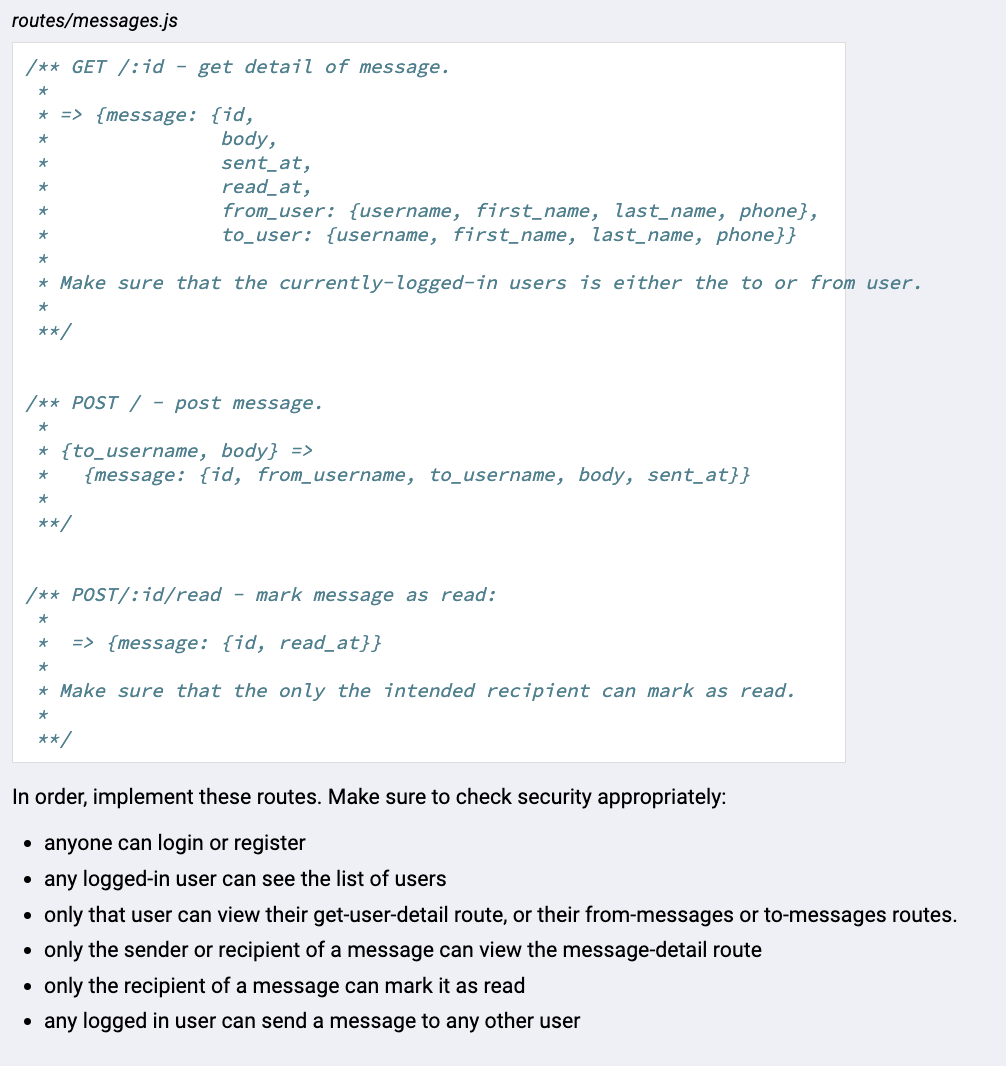 routes/messages.js
/** GET /:id - get detail of message.
 *
 * => {message: {id,
 *               body,
 *               sent_at,
 *               read_at,
 *               from_user: {username, first_name, last_name, phone},
 *               to_user: {username, first_name, last_name, phone}}
 *
 * Make sure that the currently-logged-in users is either the to or from user.
 *
 **/
/** POST / - post message.
 *
 * {to_username, body} =>
 *   {message: {id, from_username, to_username, body, sent_at}}
 *
 **/
/** POST/:id/read - mark message as read:
 *
 *  => {message: {id, read_at}}
 *
 * Make sure that the only the intended recipient can mark as read.
 *
 **/
In order, implement these routes. Make sure to check security appropriately:
• anyone can login or register
• any logged-in user can see the list of users
• only that user can view their get-user-detail route, or their from-messages or to-messages routes.
• only the sender or recipient of a message can view the message-detail route
• only the recipient of a message can mark it as read
• any logged in user can send a message to any other user